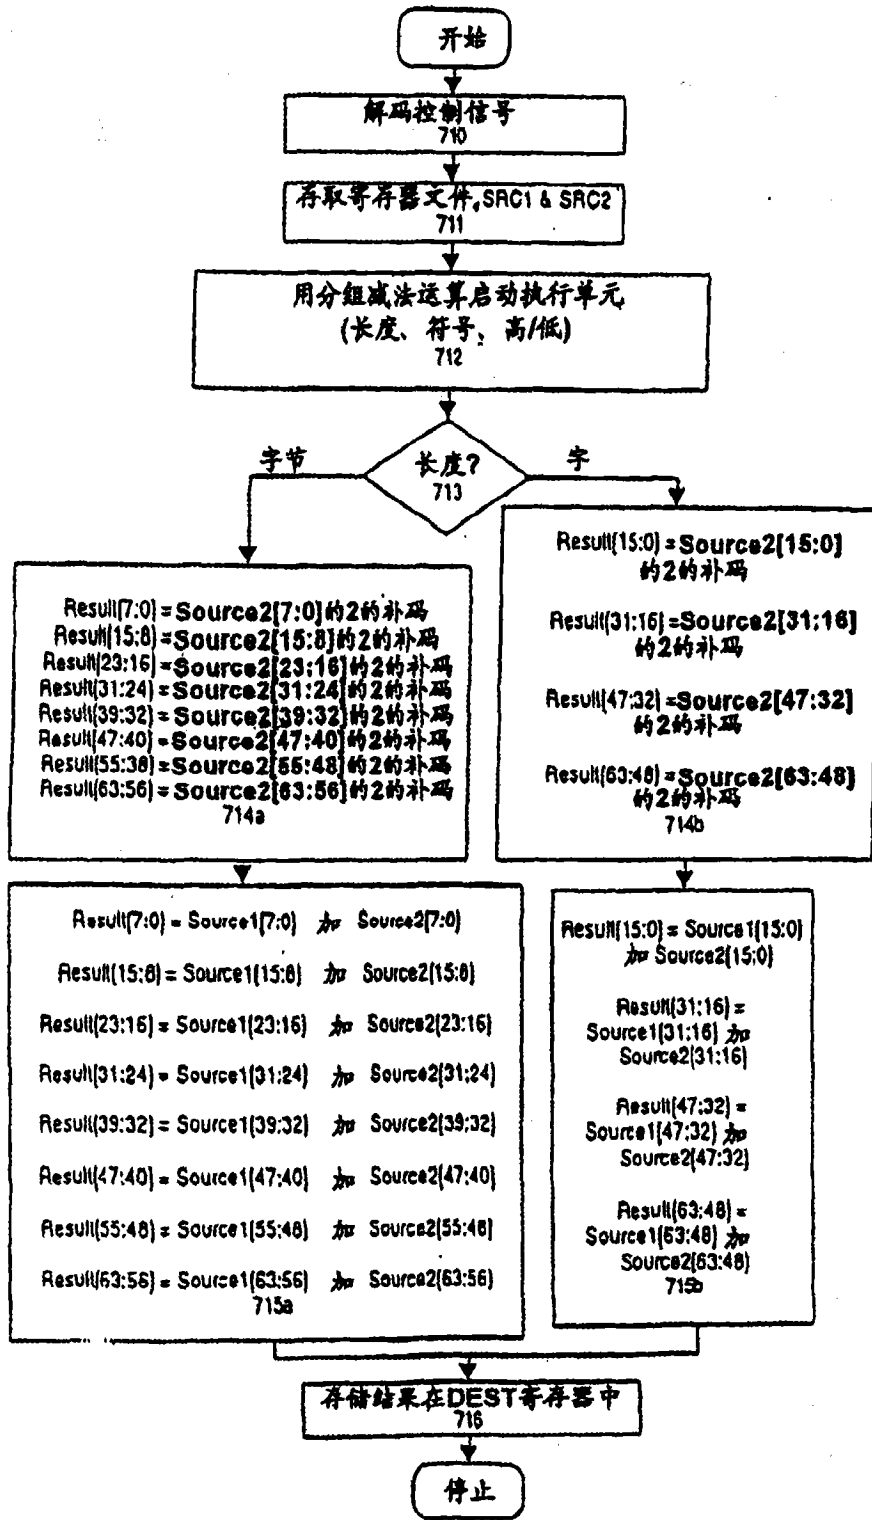 开始
解码控制信号
710
存取寄存器文件,SRC1 & SRC2
711
用分组减法运算启动执行单元
(长度、符号、高/低)
712
长度?
713
字节
字
Result(7:0) = Source2[7:0]的2的补码
Result(15:8) = Source2[15:8]的2的补码
Result(23:16) = Source2[23:16]的2的补码
Result(31:24) = Source2[31:24]的2的补码
Result(39:32) = Source2[39:32]的2的补码
Result(47:40) = Source2[47:40]的2的补码
Result(55:38) = Source2[55:48]的2的补码
Result(63:56) = Source2[63:56]的2的补码
714a
Result(15:0) = Source2[15:0]
的2的补码
Result(31:16) = Source2[31:16]
的2的补码
Result(47:32) = Source2[47:32]
的2的补码
Result(63:48) = Source2[63:48]
的2的补码
714b
Result(7:0) = Source1(7:0) 加 Source2(7:0)
Result(15:8) = Source1(15:8) 加 Source2(15:8)
Result(23:16) = Source1(23:16) 加 Source2(23:16)
Result(31:24) = Source1(31:24) 加 Source2(31:24)
Result(39:32) = Source1(39:32) 加 Source2(39:32)
Result(47:40) = Source1(47:40) 加 Source2(47:40)
Result(55:48) = Source1(55:48) 加 Source2(55:48)
Result(63:56) = Source1(63:56) 加 Source2(63:56)
715a
Result(15:0) = Source1(15:0)
加 Source2(15:0)
Result(31:16) =
Source1(31:16) 加
Source2(31:16)
Result(47:32) =
Source1(47:32) 加
Source2(47:32)
Result(63:48) =
Source1(63:48) 加
Source2(63:48)
715b
存储结果在DEST寄存器中
716
停止